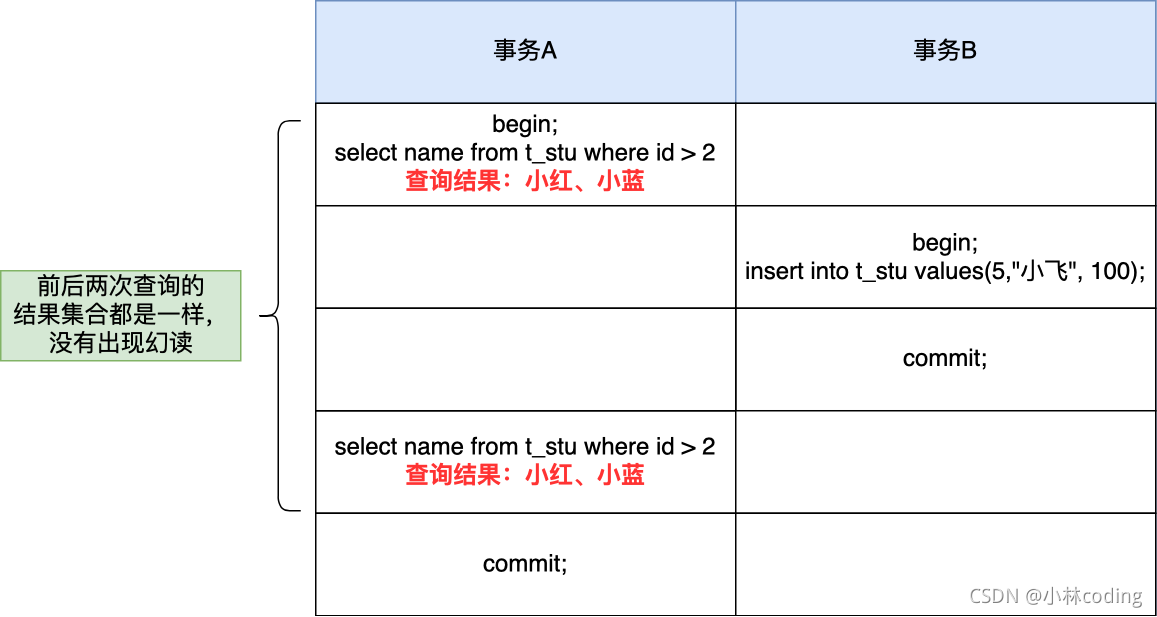 事务A
事务B
begin;
select name from t_stu where id > 2
查询结果：小红、小蓝
begin;
insert into t_stu values(5,"小飞", 100);
前后两次查询的
结果集合都是一样，
没有出现幻读
commit;
select name from t_stu where id > 2
查询结果：小红、小蓝
commit;
CSDN @小林coding